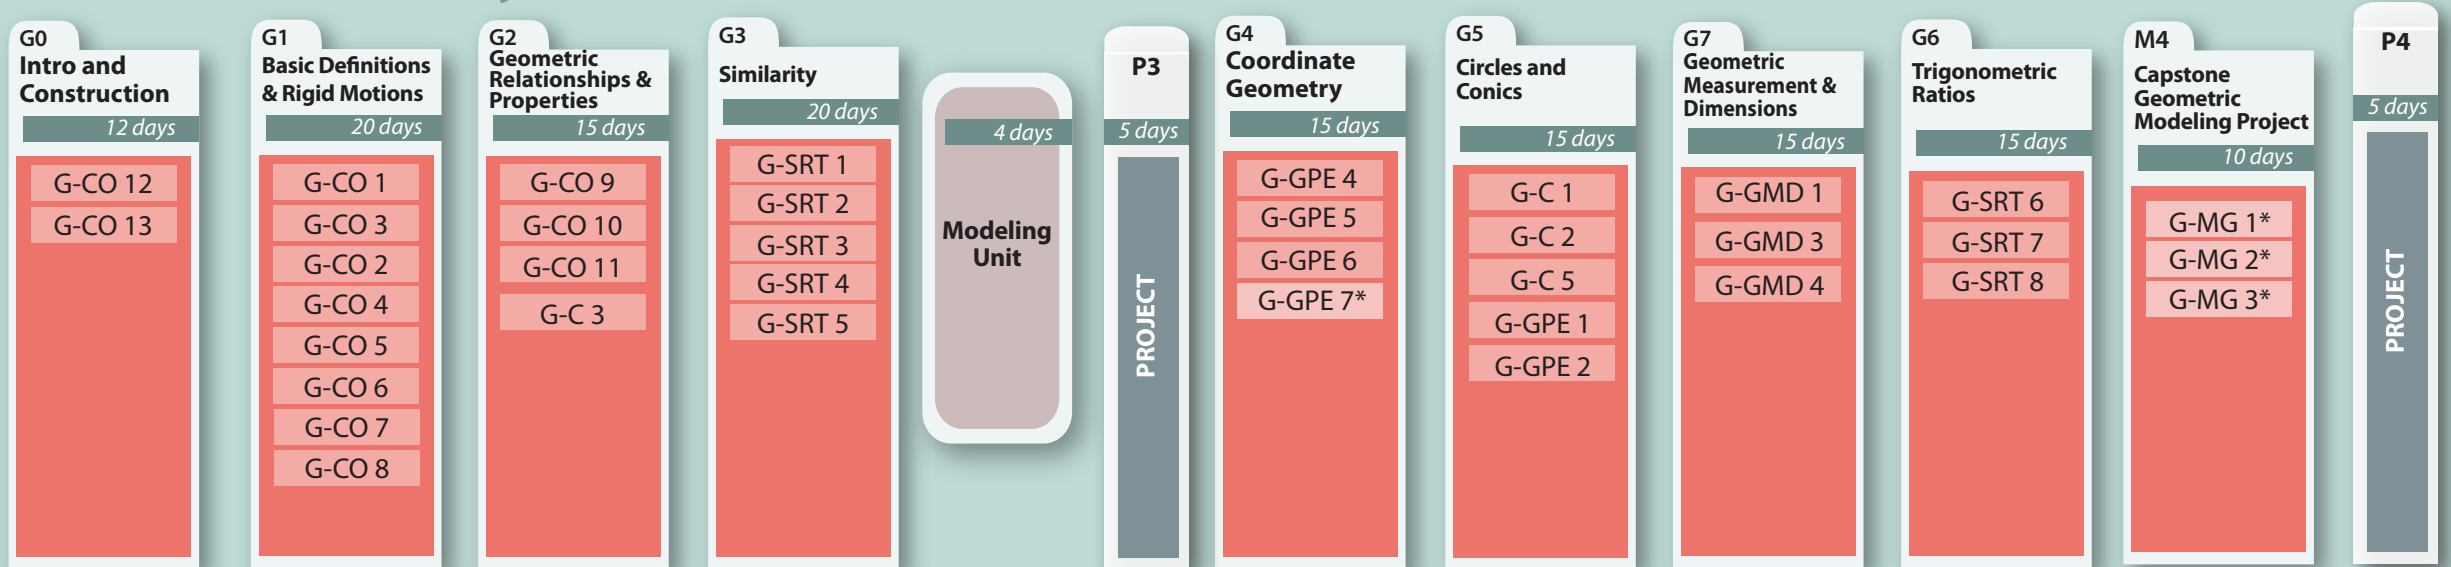 G0
Intro and
Construction
12 days
G-CO 12
G-CO 13
G1
Basic Definitions
& Rigid Motions
20 days
G-CO 1
G-CO 3
G-CO 2
G-CO 4
G-CO 5
G-CO 6
G-CO 7
G-CO 8
G2
Geometric
Relationships &
Properties
15 days
G-CO 9
G-CO 10
G-CO 11
G-C 3
G3
Similarity
20 days
G-SRT 1
G-SRT 2
G-SRT 3
G-SRT 4
G-SRT 5
4 days
Modeling
Unit
P3
5 days
PROJECT
G4
Coordinate
Geometry
15 days
G-GPE 4
G-GPE 5
G-GPE 6
G-GPE 7*
G5
Circles and
Conics
15 days
G-C 1
G-C 2
G-C 5
G-GPE 1
G-GPE 2
G7
Geometric
Measurement &
Dimensions
15 days
G-GMD 1
G-GMD 3
G-GMD 4
G6
Trigonometric
Ratios
15 days
G-SRT 6
G-SRT 7
G-SRT 8
M4
Capstone
Geometric
Modeling Project
10 days
G-MG 1*
G-MG 2*
G-MG 3*
P4
5 days
PROJECT